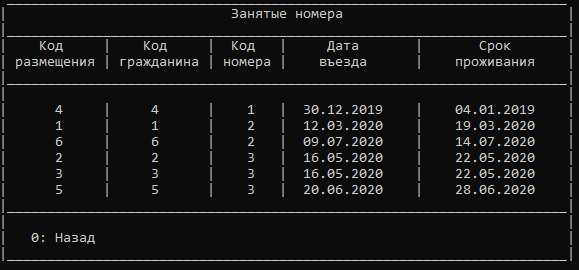 Занятые номера
Код Код Код Дата Срок
размещения гражданина номера въезда проживания
4 4 1 30.12.2019 04.01.2019
1 1 2 12.03.2020 19.03.2020
6 6 2 09.07.2020 14.07.2020
2 2 3 16.05.2020 22.05.2020
3 3 3 16.05.2020 22.05.2020
5 5 3 20.06.2020 28.06.2020
0: Назад